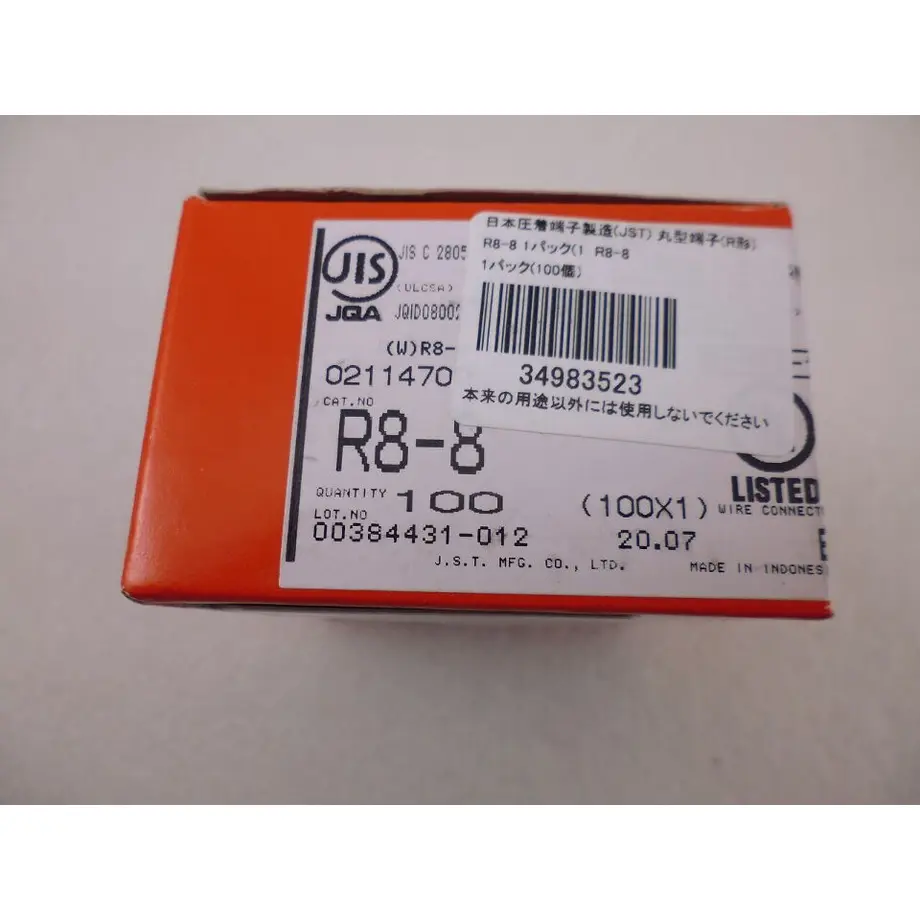 日本圧着端子製造(JST) 丸型端子(R形)
R8-8 1パック(1 R8-8
1パック(100個)
34983523
本来の用途以外には使用しないでください
JIS
JQA
JIS C 2805
(ULCSA)
JQID0800
(W)R8-
0211470
CAT.NO
R8-8
QUANTITY 100 (100X1)
LOT.NO
00384431-012 20.07
J.S.T. MFG. CO., LTD.
LISTED
WIRE CONNECT
MADE IN INDONES